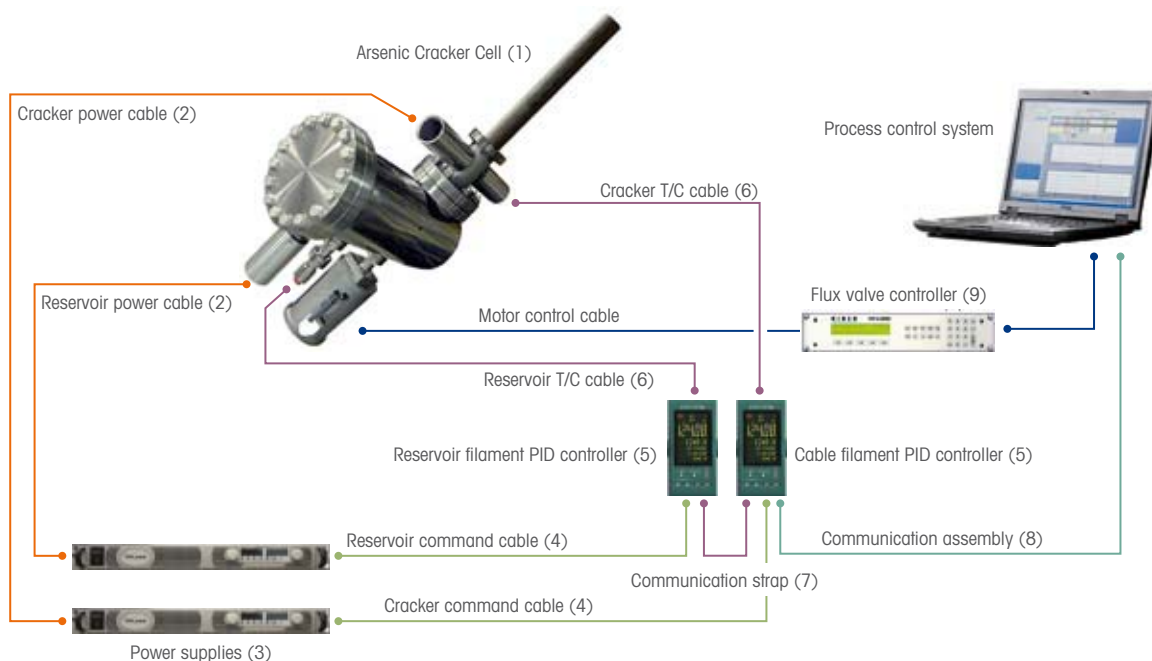 Arsenic Cracker Cell (1)
Cracker power cable (2)
Process control system
Cracker T/C cable (6)
Reservoir power cable (2)
Flux valve controller (9)
Motor control cable
Reservoir T/C cable (6)
Reservoir filament PID controller (5)
Cable filament PID controller (5)
Reservoir command cable (4)
Communication assembly (8)
Communication strap (7)
Cracker command cable (4)
Power supplies (3)